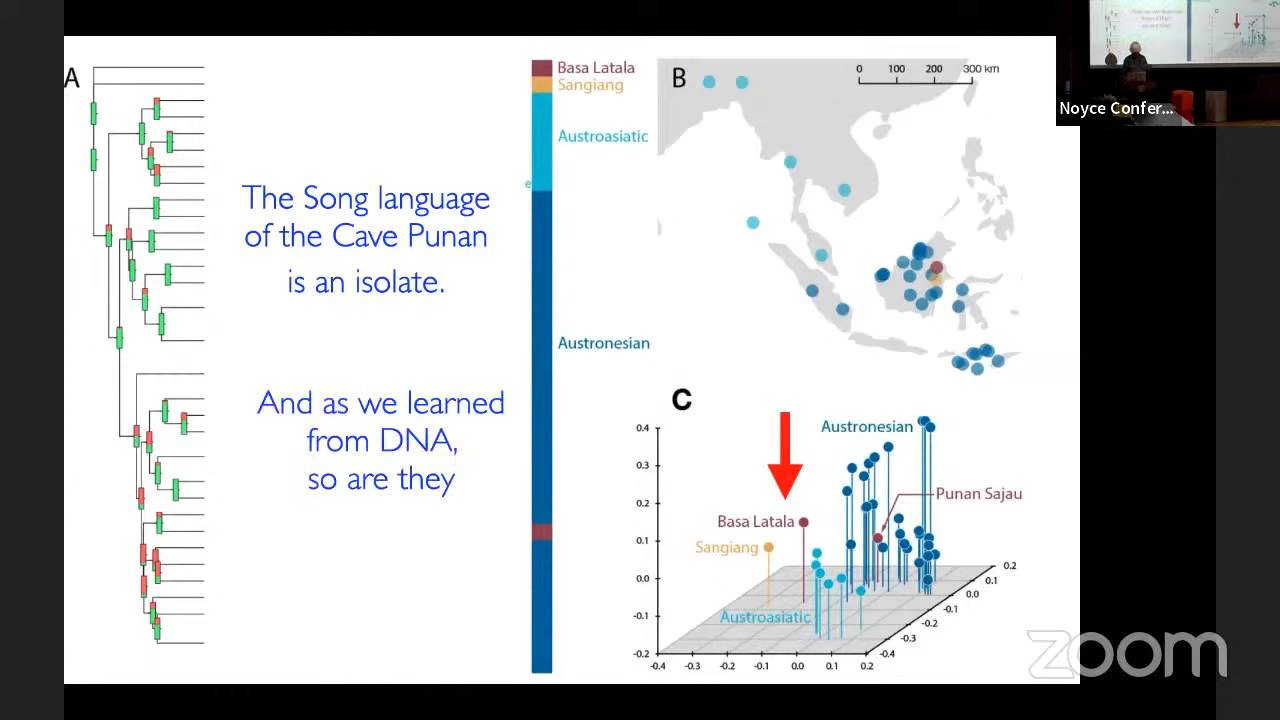 A
The Song language
of the Cave Punan
is an isolate.
And as we learned
from DNA,
so are they
Basa Latala
Sangiang
Austroasiatic
e
Austronesian
B
0 100 200 300 km
C
0.4
0.3
0.2
0.1
0.0
-0.1
-0.2
-0.4 -0.3 -0.2 -0.1 0.0 0.1 0.2
0.2
0.1
0.0
-0.1
-0.2
-0.3
-0.4
Austronesian
Punan Sajau
Basa Latala
Sangiang
Austroasiatic
Noyce Confer...
zoom